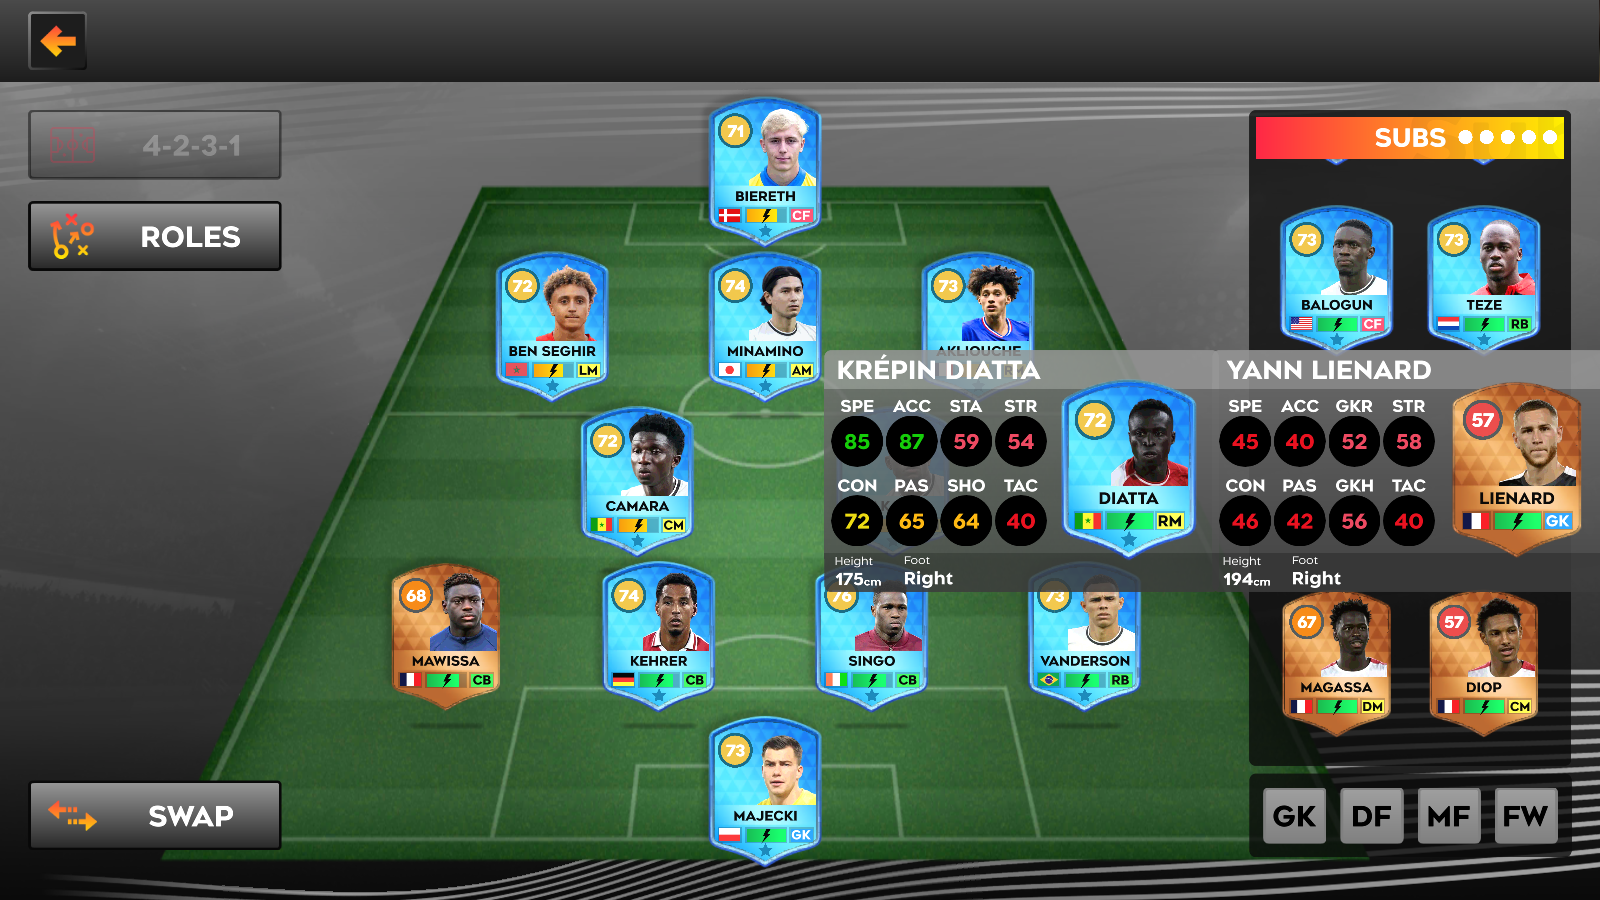 4-2-3-1
ROLES
SWAP
71
BIERETH
CF
72
BEN SEGHIR
LM
74
MINAMINO
AM
73
AKLIOUCHE
72
CAMARA
CM
68
MAWISSA
CB
74
KEHRER
CB
76
SINGO
CB
73
VANDERSON
RB
73
MAJECKI
GK
KRÉPIN DIATTA
SPE ACC STA STR
85 87 59 54
CON PAS SHO TAC
72 65 64 40
Height Foot
175cm Right
72
DIATTA
RM
YANN LIENARD
SPE ACC GKR STR
45 40 52 58
CON PAS GKH TAC
46 42 56 40
Height Foot
194cm Right
57
LIENARD
GK
SUBS
73
BALOGUN
CF
73
TEZE
RB
67
MAGASSA
DM
57
DIOP
CM
GK DF MF FW